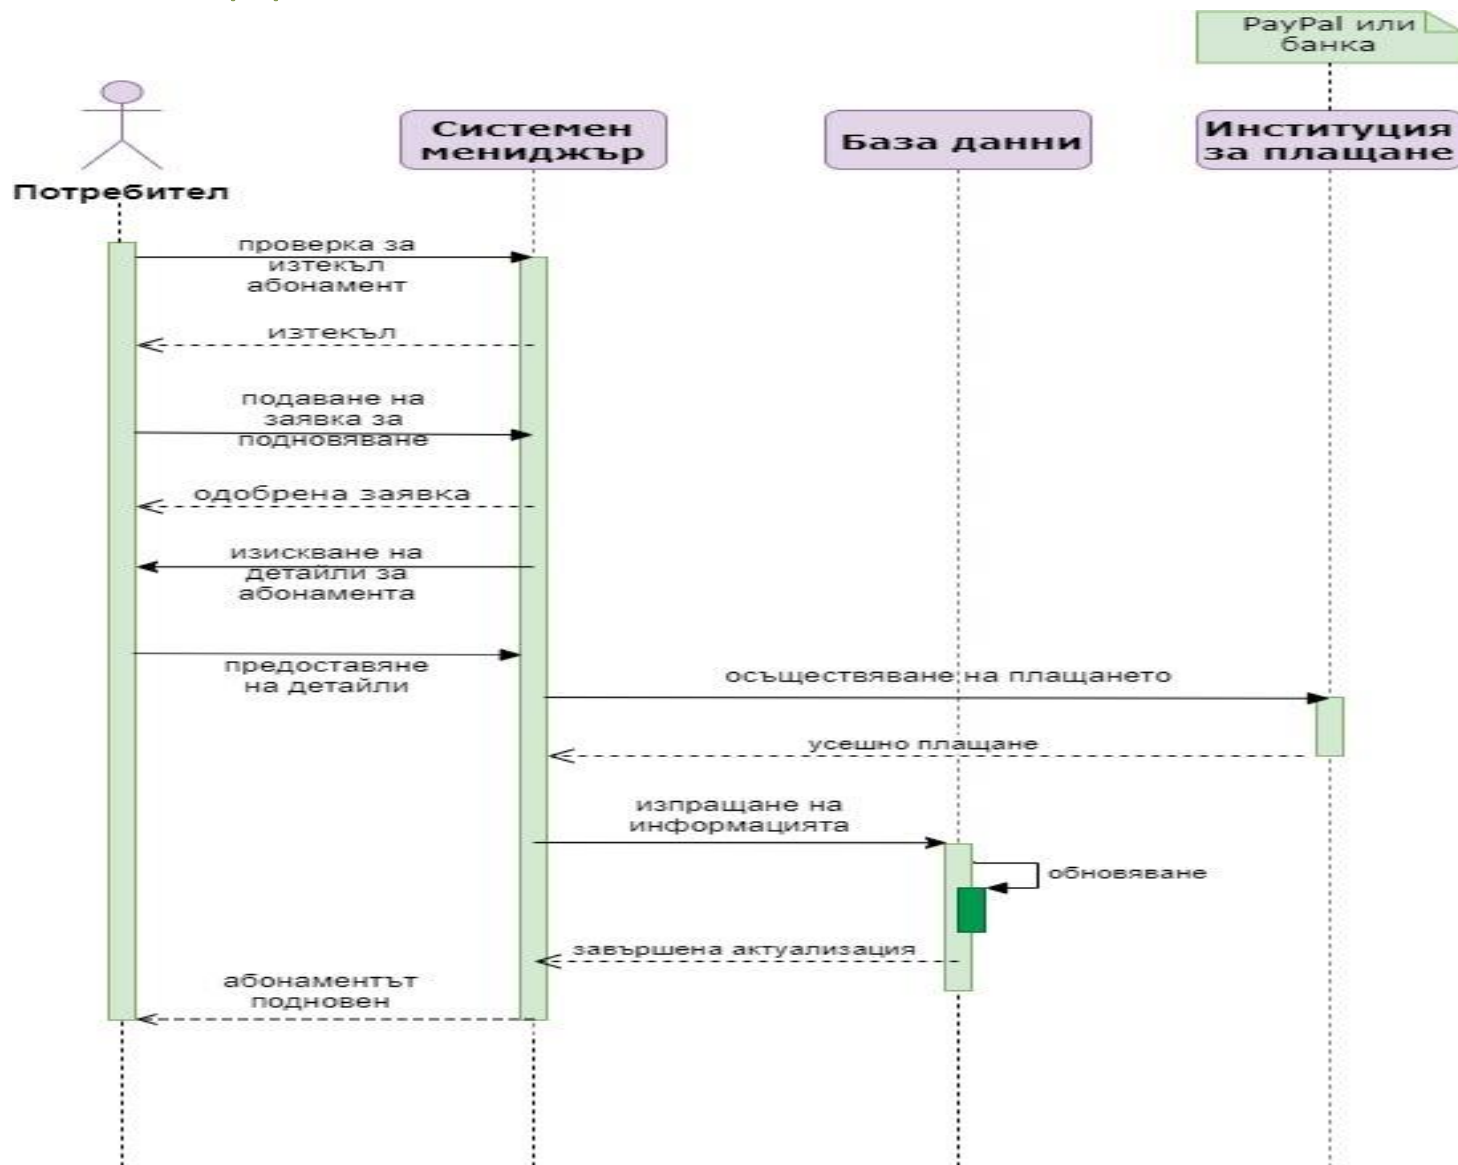 PayPal или
банка
Системен
мениджър
База данни
Институция
за плащане
Потребител
проверка за
изтекъл
абонамент
изтекъл
подаване на
заявка за
подновяване
одобрена заявка
изискване на
детайли за
абонамента
предоставяне
на детайли
осъществяване на плащането
усешно плащане
изпращане на
информацията
обновяване
завършена актуализация
абонаментът
подновен